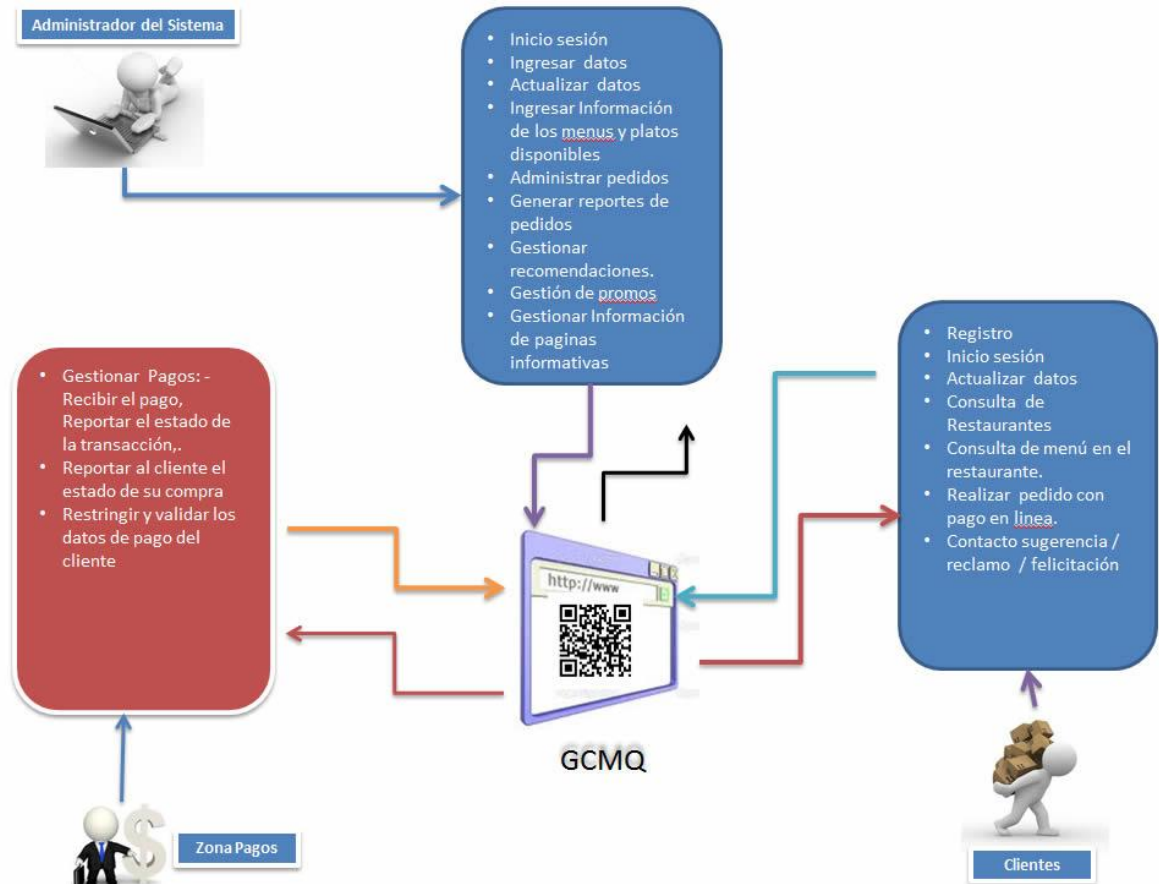 Administrador del Sistema
• Inicio sesión
• Ingresar datos
• Actualizar datos
• Ingresar Información
de los menus y platos
disponibles
• Administrar pedidos
• Generar reportes de
pedidos
• Gestionar
recomendaciones.
• Gestión de promos
• Gestionar Información
de paginas
informativas
• Gestionar Pagos: -
Recibir el pago,
Reportar el estado de
la transacción,.
• Reportar al cliente el
estado de su compra
• Restringir y validar los
datos de pago del
cliente
• Registro
• Inicio sesión
• Actualizar datos
• Consulta de
Restaurantes
• Consulta de menú en el
restaurante.
• Realizar pedido con
pago en linea.
• Contacto sugerencia /
reclamo / felicitación
http://www
GCMQ
Zona Pagos
Clientes